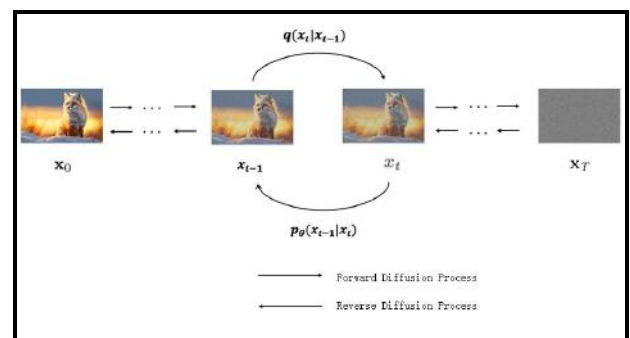 q(x_t|x_{t-1})
... ...
x_0 x_{t-1} x_t x_T
p_θ(x_{t-1}|x_t)
Forward Diffusion Process
Reverse Diffusion Process